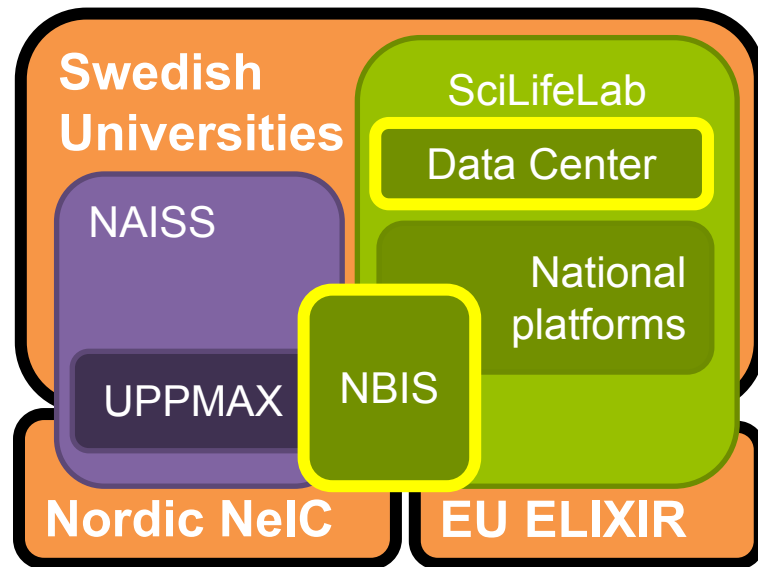 Swedish
Universities
SciLifeLab
Data Center
NAISS
National
platforms
UPPMAX
NBIS
Nordic NeIC
EU ELIXIR